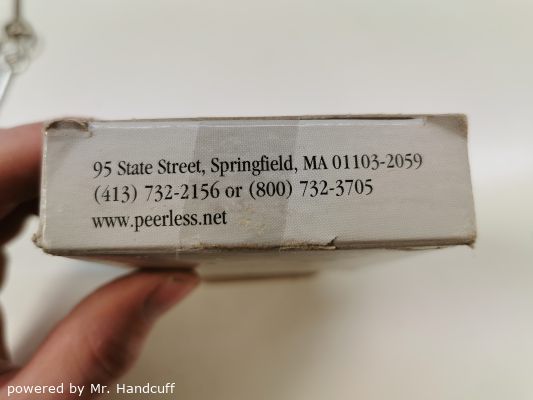 95 State Street, Springfield, MA 01103-2059
(413) 732-2156 or (800) 732-3705
www.peerless.net
powered by Mr. Handcuff